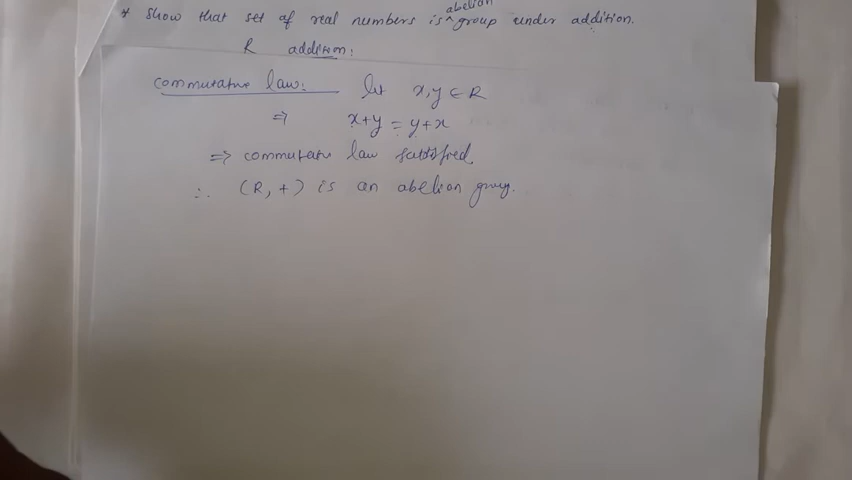 * Show that set of real numbers is ^ abelian group under addition.
R addition:
commutative law: let x, y ∈ R
⇒ x+y = y+x
⇒ commutative law satisfied.
∴ (R, +) is an abelian group.